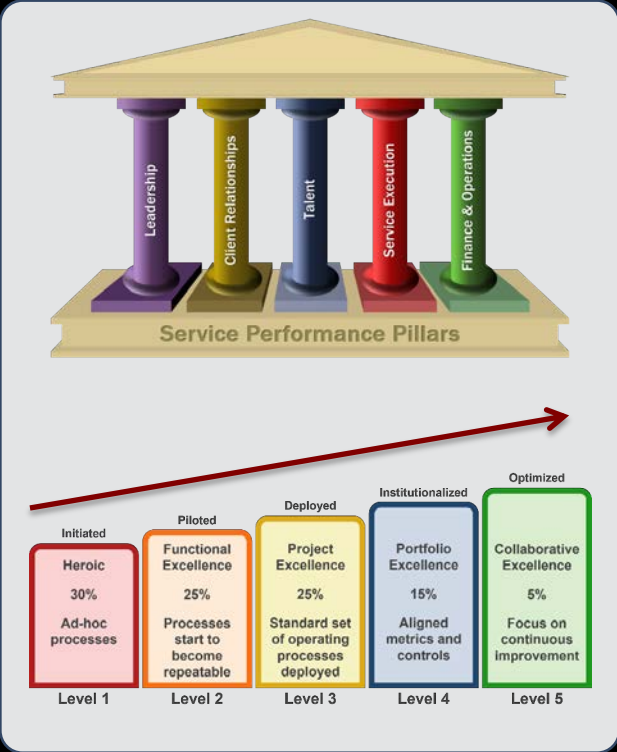 Leadership
Client Relationships
Talent
Service Execution
Finance & Operations
Service Performance Pillars
Initiated
Heroic
30%
Ad-hoc
processes
Level 1
Piloted
Functional
Excellence
25%
Processes
start to
become
repeatable
Level 2
Deployed
Project
Excellence
25%
Standard set
of operating
processes
deployed
Level 3
Institutionalized
Portfolio
Excellence
15%
Aligned
metrics and
controls
Level 4
Optimized
Collaborative
Excellence
5%
Focus on
continuous
improvement
Level 5